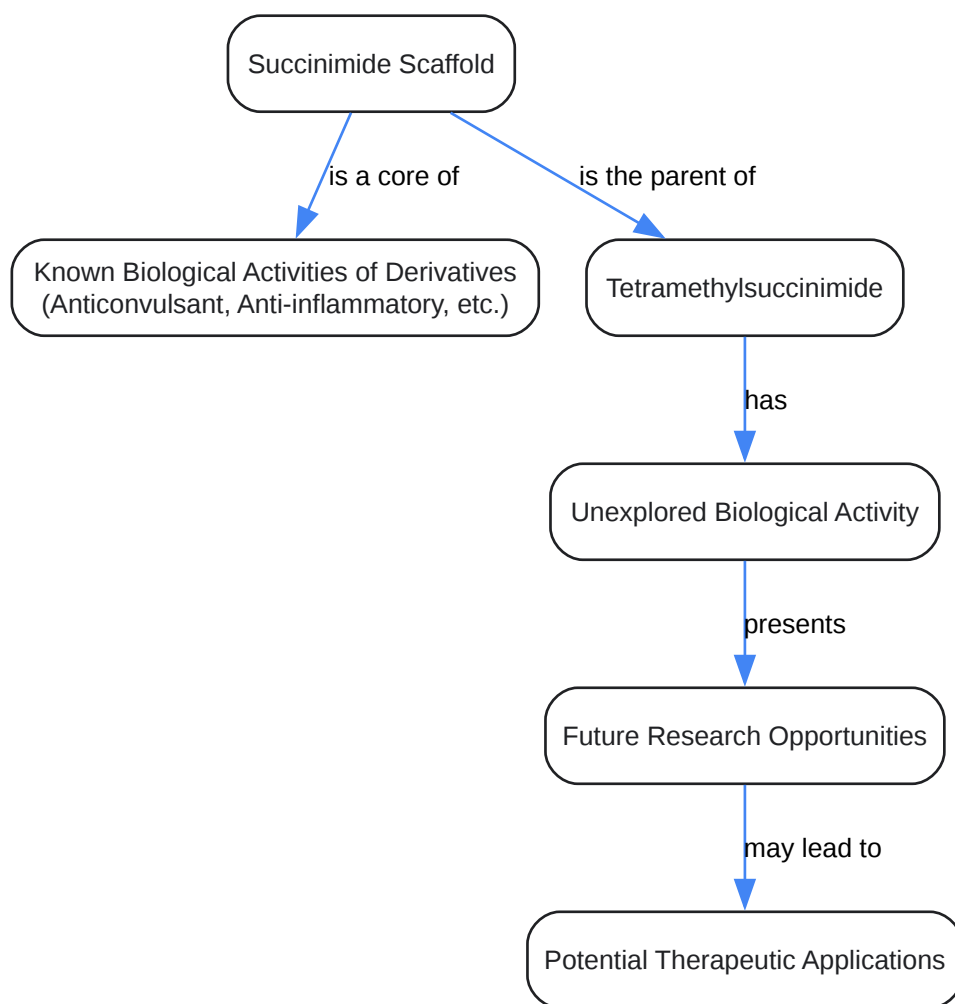 Succinimide Scaffold
is a core of
is the parent of
Known Biological Activities of Derivatives
(Anticonvulsant, Anti-inflammatory, etc.)
Tetramethylsuccinimide
has
Unexplored Biological Activity
presents
Future Research Opportunities
may lead to
Potential Therapeutic Applications